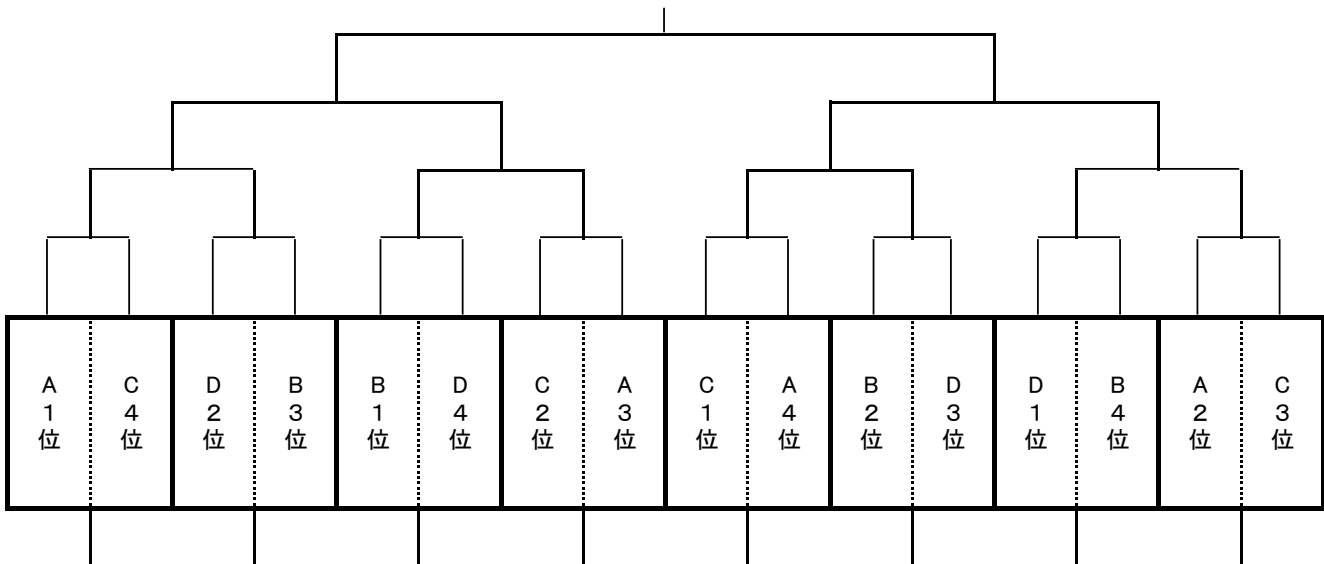 A1位
C4位
D2位
B3位
B1位
D4位
C2位
A3位
C1位
A4位
B2位
D3位
D1位
B4位
A2位
C3位